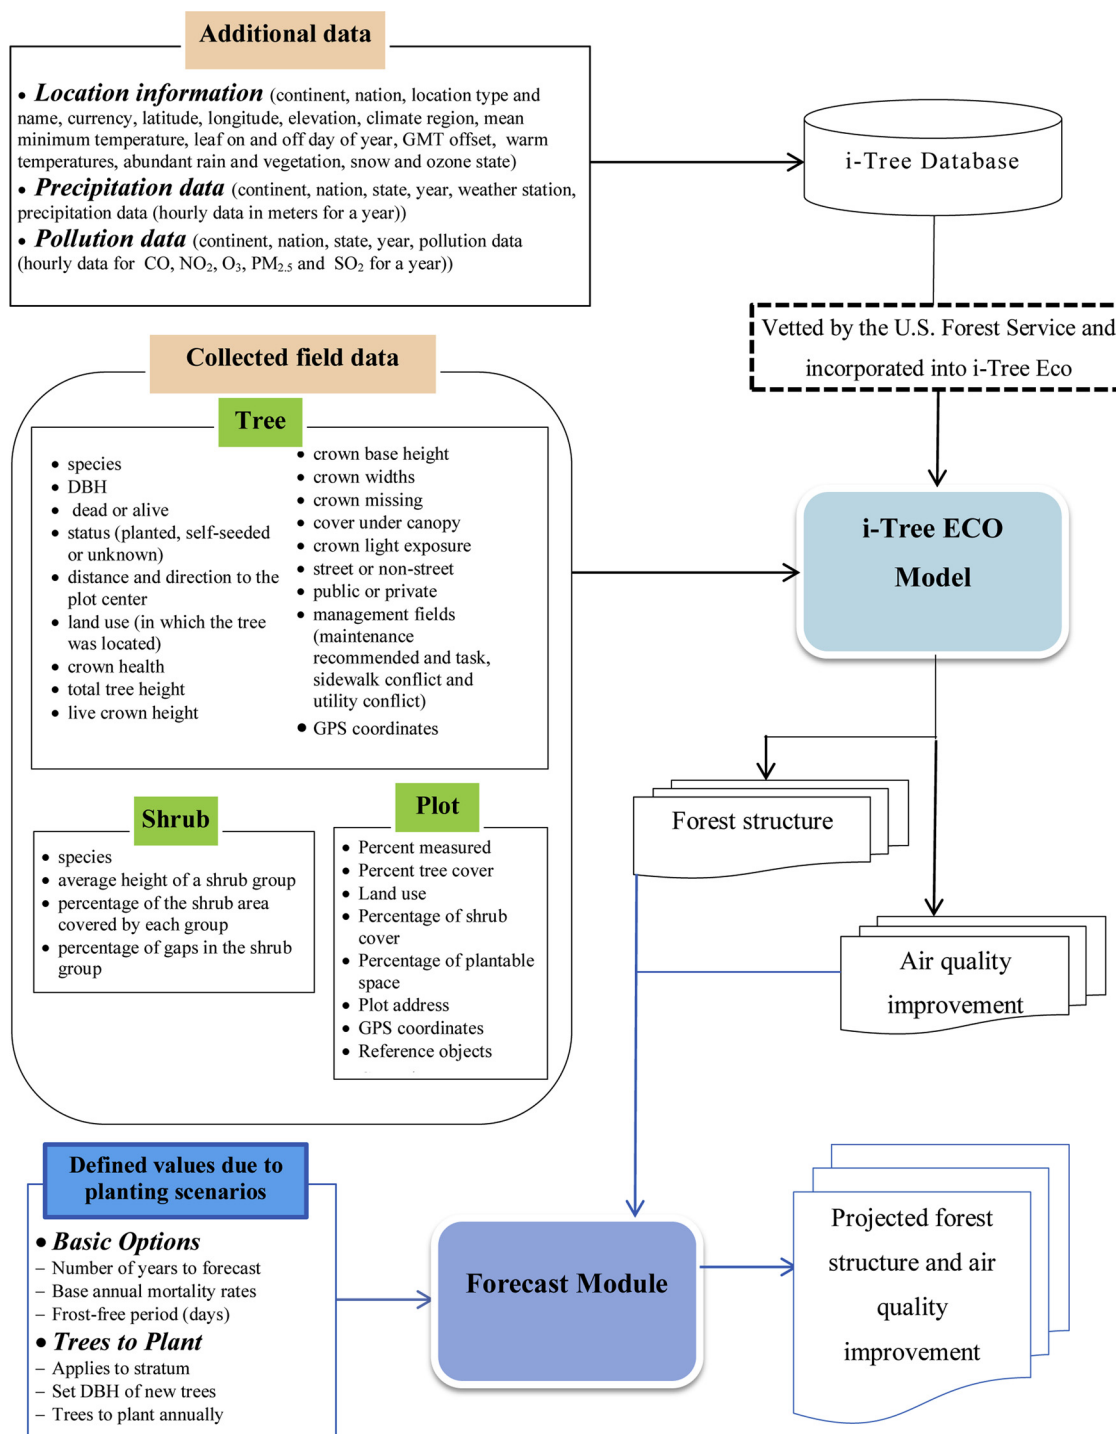 Additional data
• Location information (continent, nation, location type and
name, currency, latitude, longitude, elevation, climate region, mean
minimum temperature, leaf on and off day of year, GMT offset, warm
temperatures, abundant rain and vegetation, snow and ozone state)
• Precipitation data (continent, nation, state, year, weather station,
precipitation data (hourly data in meters for a year))
• Pollution data (continent, nation, state, year, pollution data
(hourly data for CO, NO2, O3, PM2.5 and SO2 for a year))
i-Tree Database
Vetted by the U.S. Forest Service and
incorporated into i-Tree Eco
Collected field data
Tree
• species
• DBH
• dead or alive
• status (planted, self-seeded
or unknown)
• distance and direction to the
plot center
• land use (in which the tree
was located)
• crown health
• total tree height
• live crown height
• crown base height
• crown widths
• crown missing
• cover under canopy
• crown light exposure
• street or non-street
• public or private
• management fields
(maintenance
recommended and task,
sidewalk conflict and
utility conflict)
• GPS coordinates
i-Tree ECO
Model
Shrub
• species
• average height of a shrub group
• percentage of the shrub area
covered by each group
• percentage of gaps in the shrub
group
Plot
• Percent measured
• Percent tree cover
• Land use
• Percentage of shrub
cover
• Percentage of plantable
space
• Plot address
• GPS coordinates
• Reference objects
Forest structure
Air quality
improvement
Defined values due to
planting scenarios
• Basic Options
– Number of years to forecast
– Base annual mortality rates
– Frost-free period (days)
• Trees to Plant
– Applies to stratum
– Set DBH of new trees
– Trees to plant annually
Forecast Module
Projected forest
structure and air
quality
improvement